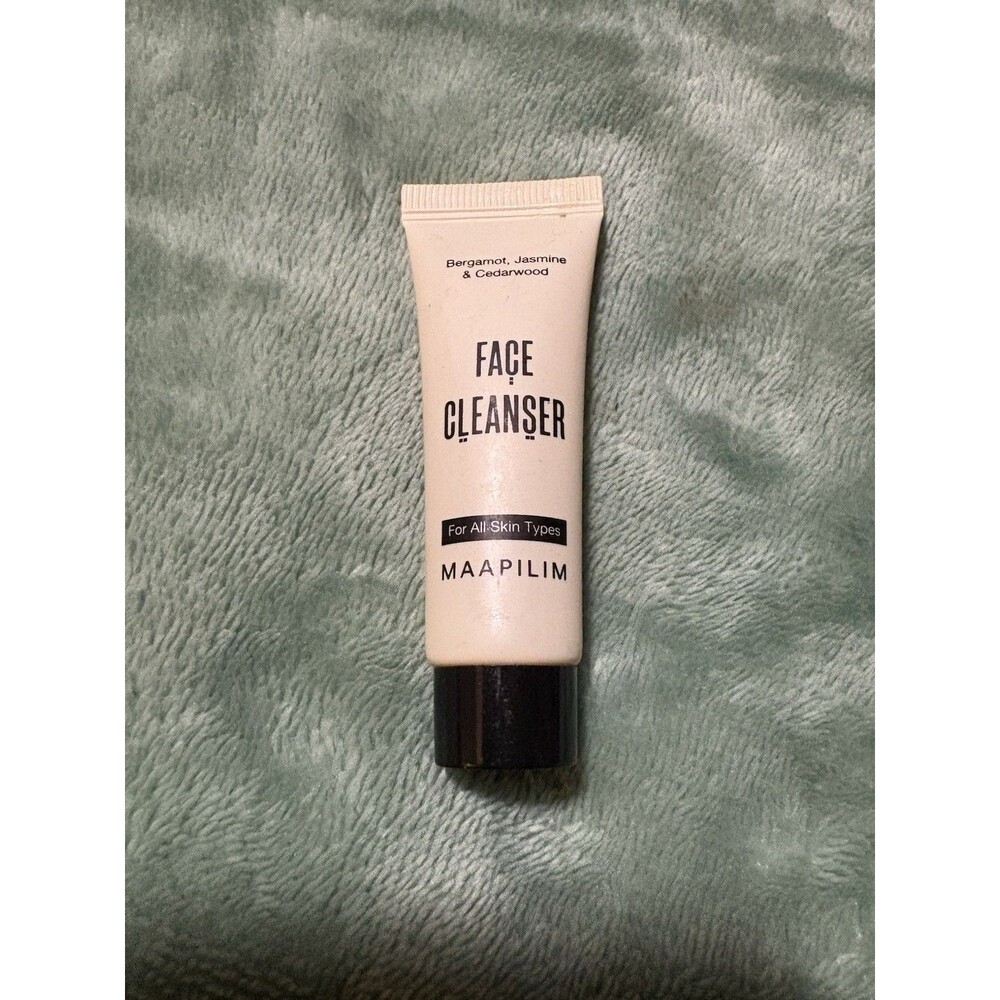 Bergamot, Jasmine
& Cedarwood
FACE
CLEANSER
For All Skin Types
MAAPILIM